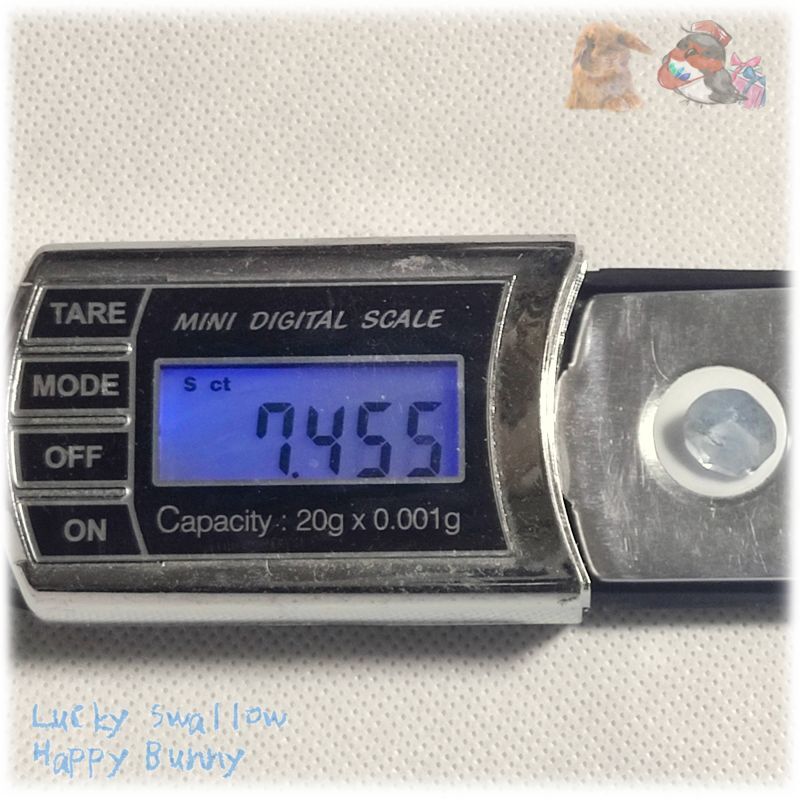 TARE
MODE
OFF
ON
MINI DIGITAL SCALE
S ct
7.455
Capacity : 20g x 0.001g
Lucky Swallow
Happy Bunny